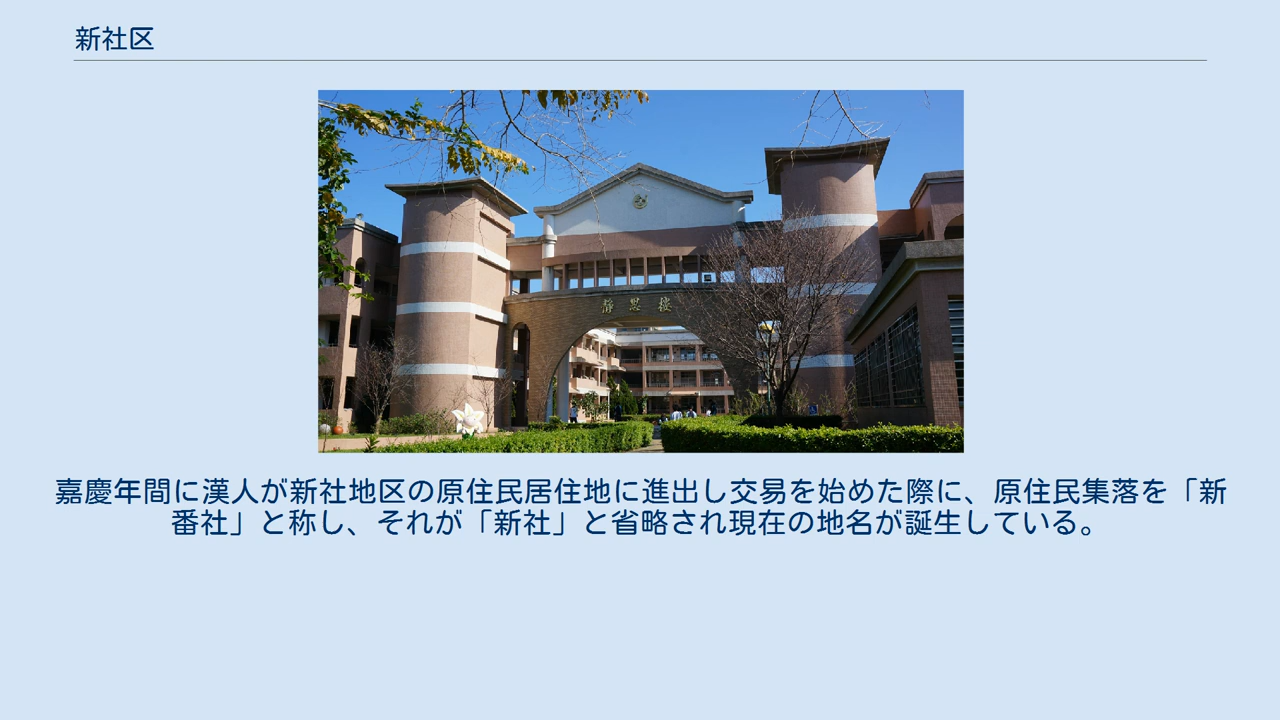 新社区
静思楼
嘉慶年間に漢人が新社地区の原住民居住地に進出し交易を始めた際に、原住民集落を「新
番社」と称し、それが「新社」と省略され現在の地名が誕生している。